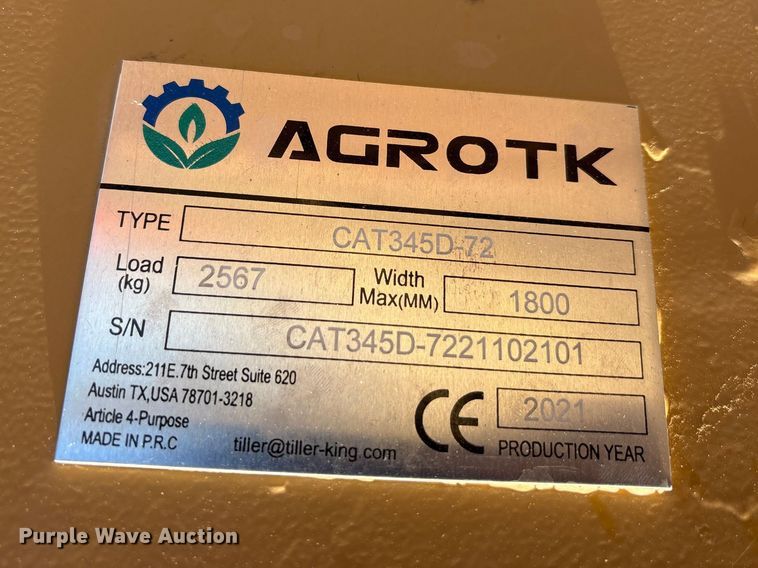 AGROTK
TYPE CAT345D-72
Load (kg) 2567 Width Max(MM) 1800
S/N CAT345D-7221102101
Address:211E.7th Street Suite 620
Austin TX,USA 78701-3218
Article 4-Purpose
MADE IN P.R.C
tiller@tiller-king.com
CE 2021
PRODUCTION YEAR
Purple Wave Auction